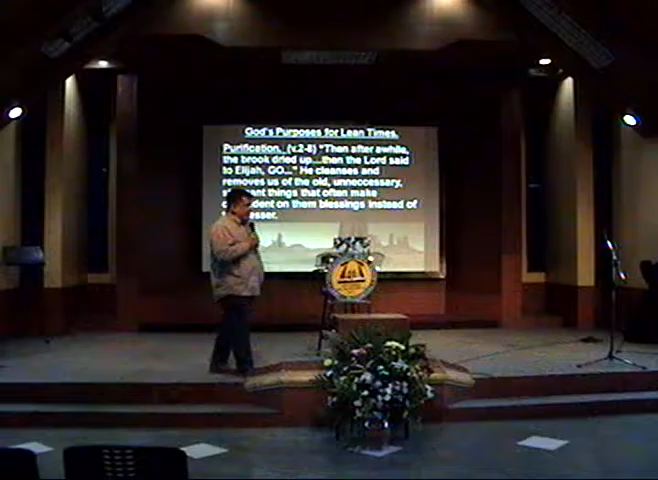 God's Purposes for Lean Times.
Purification. (v.2-8) "Then after awhile,
the brook dried up...then the Lord said
to Elijah, GO..." He cleanses and
removes us of the old, unneccessary,
things that often make
on them blessings instead of